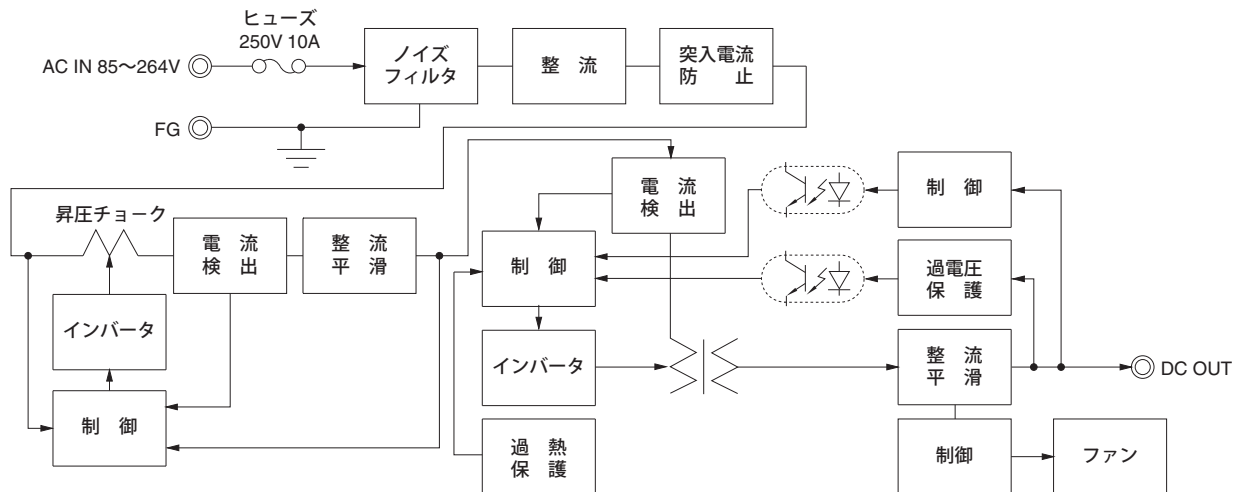 ヒューズ
250V 10A
AC IN 85～264V
ノイズ
フィルタ
整 流
突入電流
防 止
FG
昇圧チョーク
電 流
検 出
整 流
平 滑
インバータ
制 御
電 流
検 出
制 御
インバータ
過 熱
保 護
制 御
過電圧
保 護
整 流
平 滑
DC OUT
制御
ファン